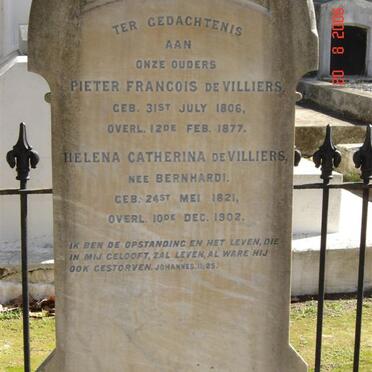 TER GEDACHTENIS
AAN
ONZE OUDERS
PIETER FRANCOIS DE VILLIERS,
GEB. 31ST JULY 1806,
OVERL. 12DE FEB. 1877.
HELENA CATHERINA DE VILLIERS,
NEE BERNHARDI.
GEB. 24ST MEI 1821,
OVERL. 10DE DEC. 1902.
IK BEN DE OPSTANDING EN HET LEVEN, DIE
IN MIJ GELOOFT, ZAL LEVEN, AL WARE HIJ
OOK GESTORVEN. JOHANNES. 11:25.
20 8 2006